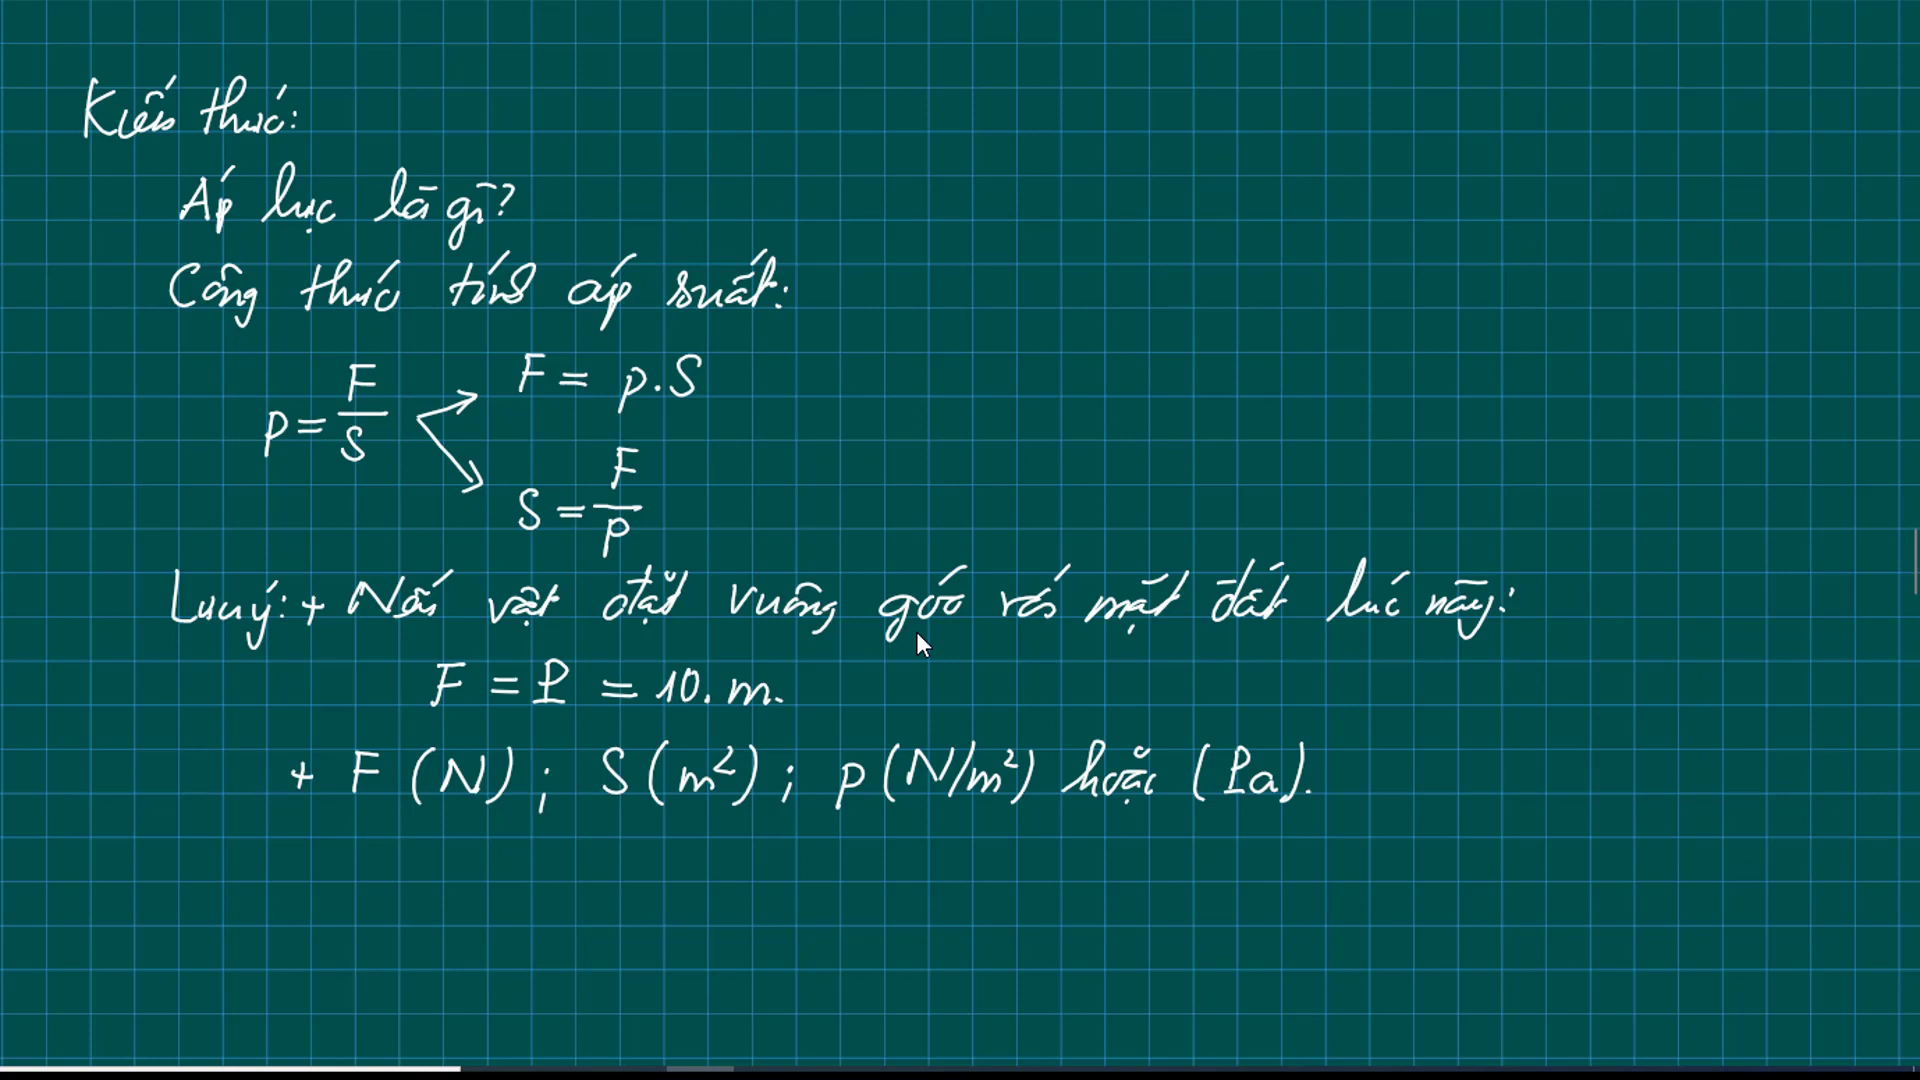 Kiến thức:
Áp lực là gì?
Công thức tính áp suất:
p = F/S
F = p.S
S = F/p
Lưu ý: + Nếu vật đặt vuông góc với mặt đất lúc này:
F = P = 10.m.
+ F (N); S (m²); p (N/m²) hoặc (Pa).